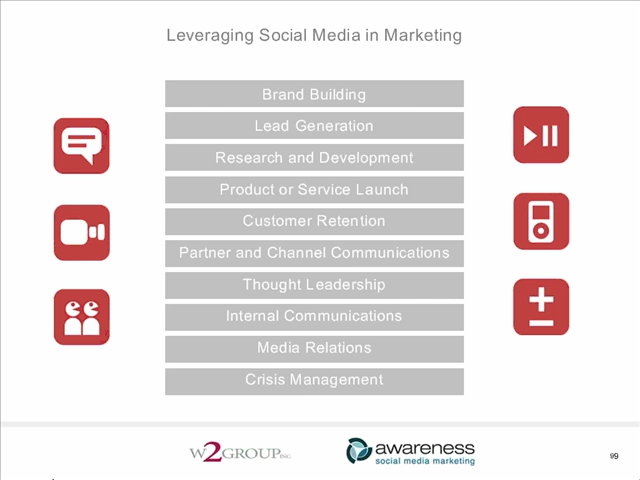 Leveraging Social Media in Marketing
Brand Building
Lead Generation
Research and Development
Product or Service Launch
Customer Retention
Partner and Channel Communications
Thought Leadership
Internal Communications
Media Relations
Crisis Management
W2GROUP INC.
awareness
social media marketing
99